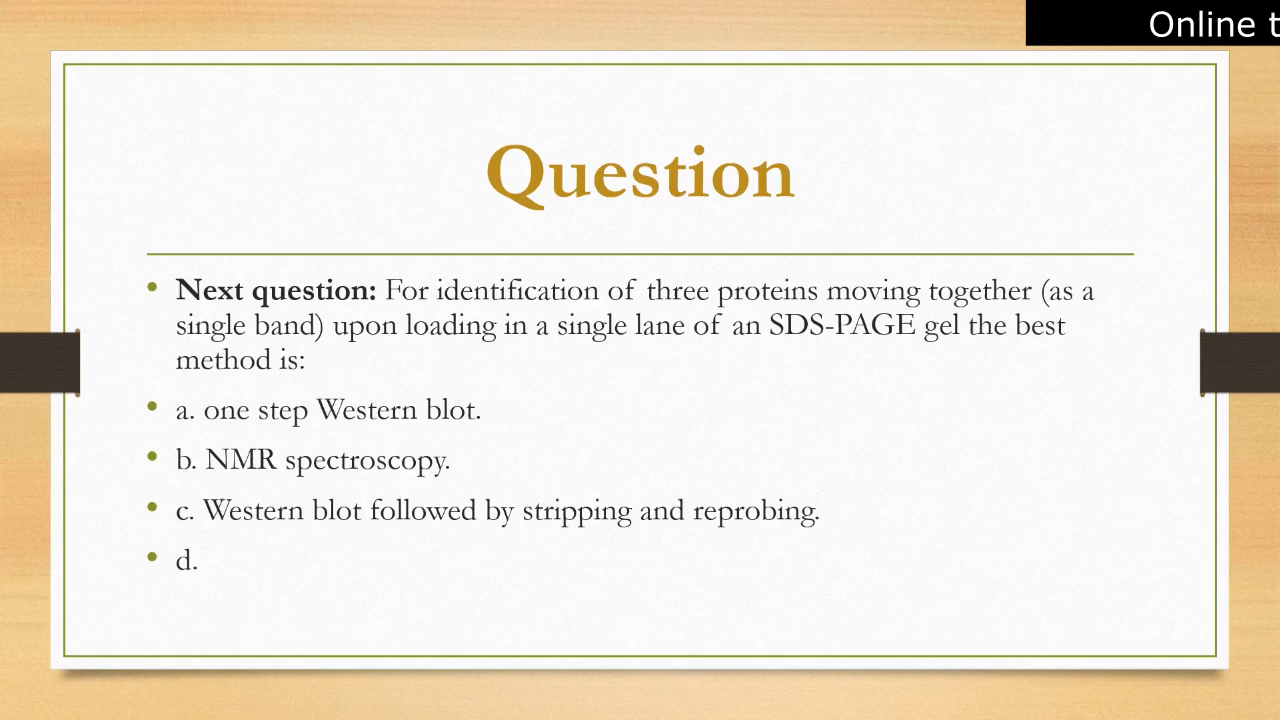 Online t
Question
• Next question: For identification of three proteins moving together (as a
single band) upon loading in a single lane of an SDS-PAGE gel the best
method is:
• a. one step Western blot.
• b. NMR spectroscopy.
• c. Western blot followed by stripping and reprobing.
• d.